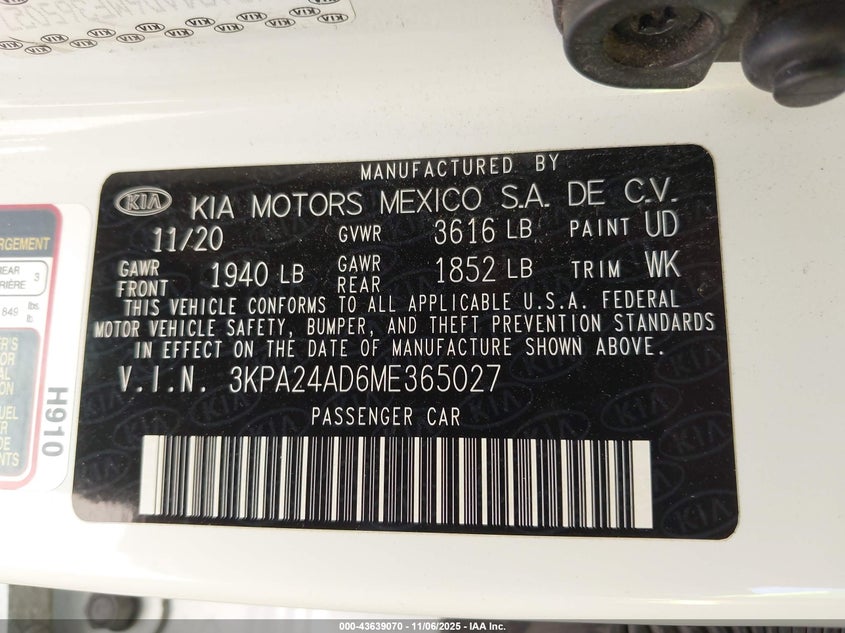 MANUFACTURED BY
KIA KIA MOTORS MEXICO S.A. DE C.V.
11/20 GVWR 3616 LB PAINT UD
GAWR FRONT 1940 LB GAWR REAR 1852 LB TRIM WK
THIS VEHICLE CONFORMS TO ALL APPLICABLE U.S.A. FEDERAL
MOTOR VEHICLE SAFETY, BUMPER, AND THEFT PREVENTION STANDARDS
IN EFFECT ON THE DATE OF MANUFACTURE SHOWN ABOVE.
V.I.N. 3KPA24AD6ME365027
PASSENGER CAR
H910
000-43639070 - 11/06/2025 - IAA Inc.